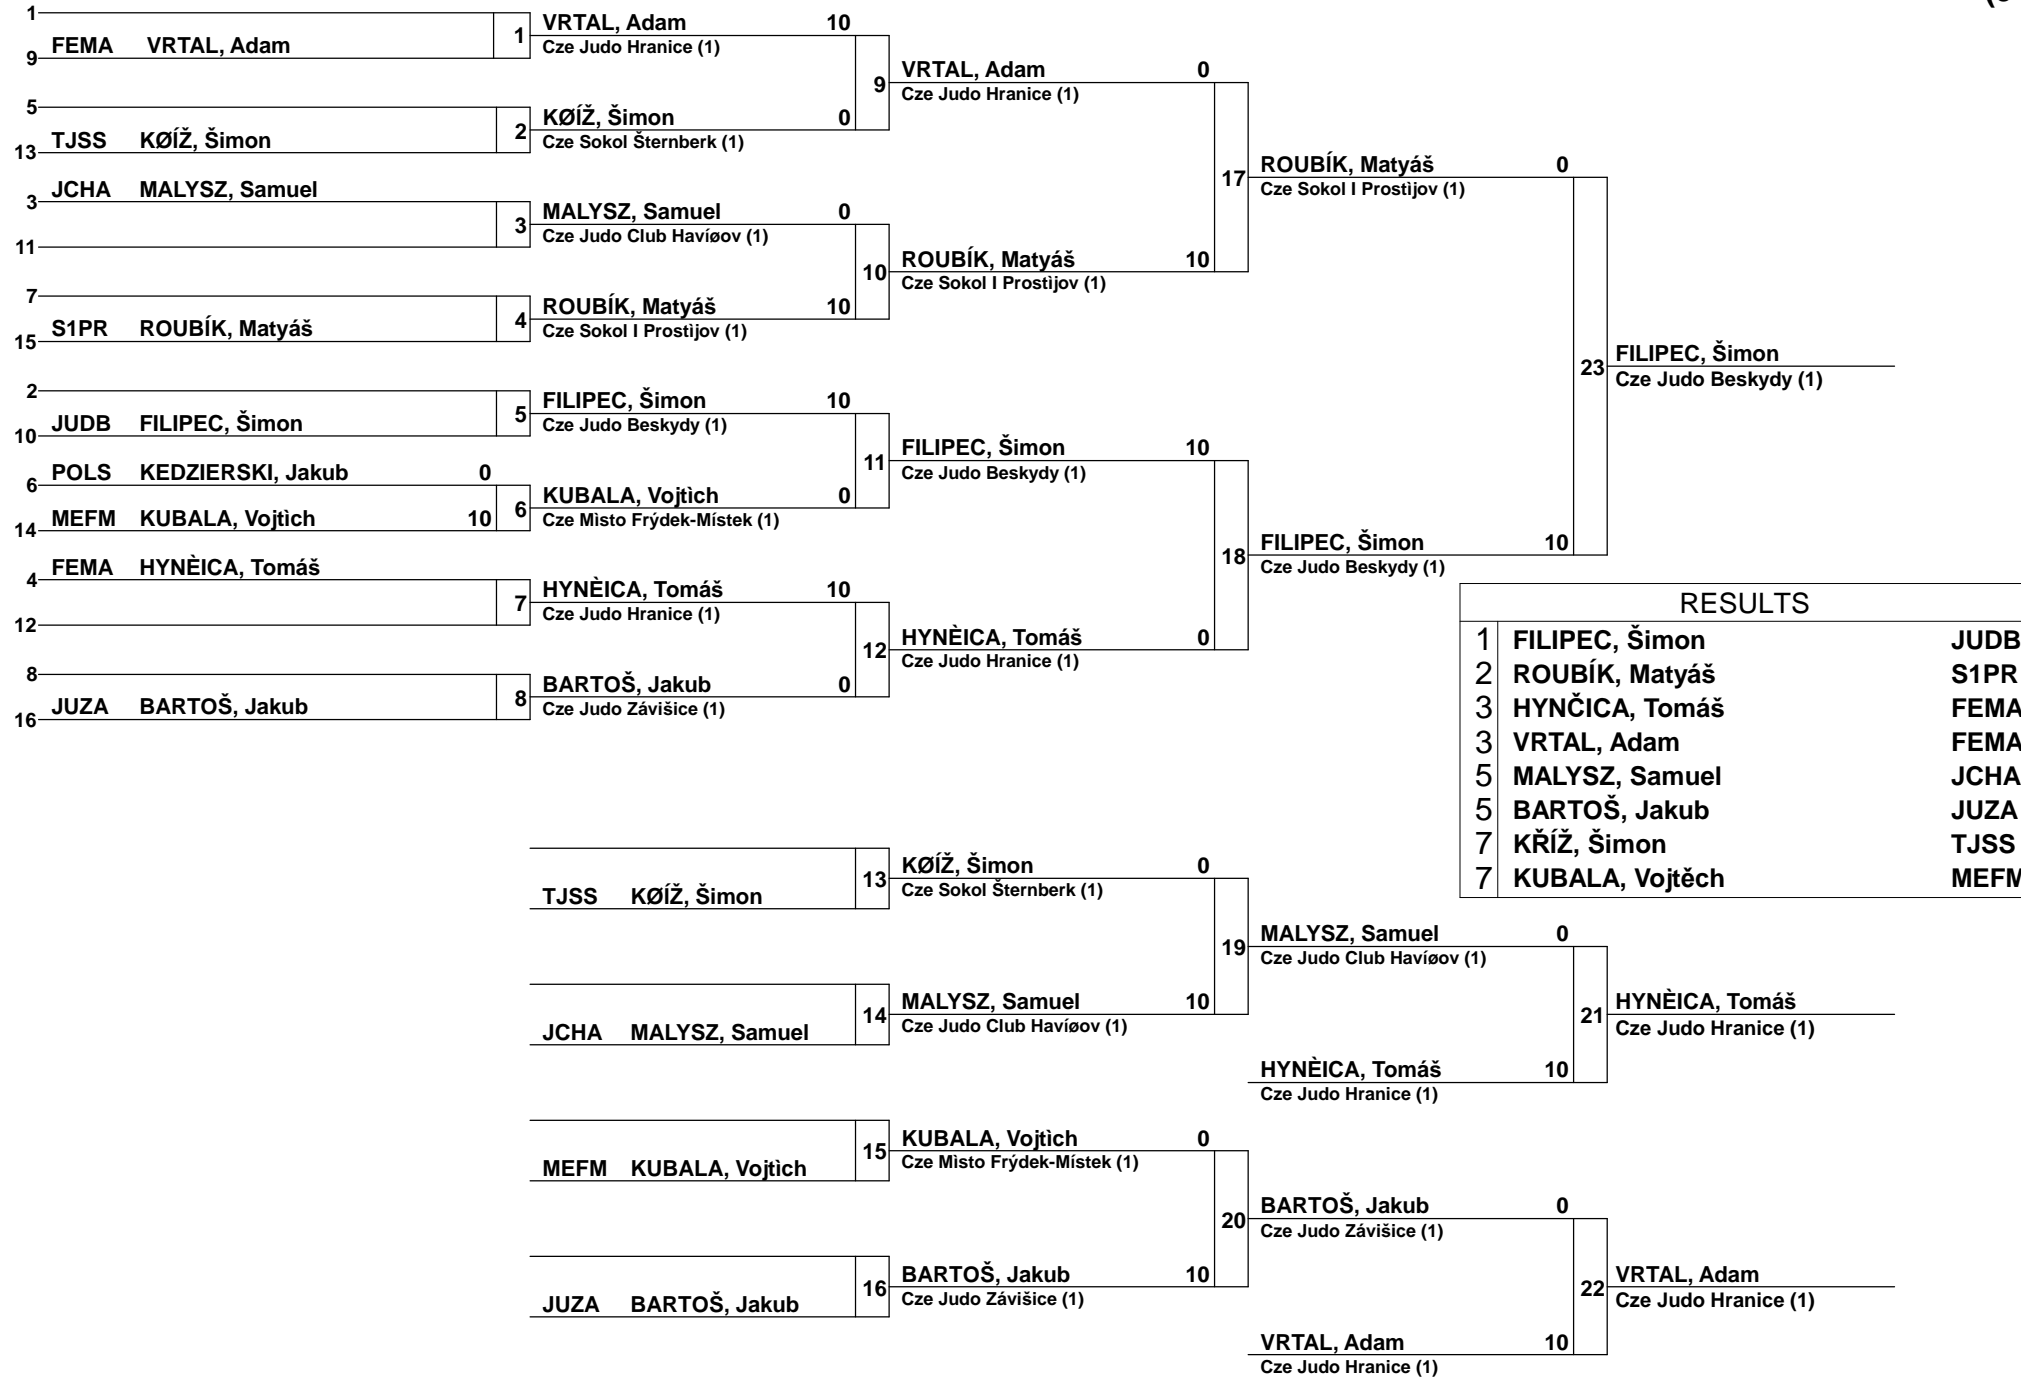 (3
1
FEMA VRTAL, Adam
9
1
VRTAL, Adam 10
Cze Judo Hranice (1)
5
TJSS KØÍŽ, Šimon
13
2
KØÍŽ, Šimon 0
Cze Sokol Šternberk (1)
9
VRTAL, Adam 0
Cze Judo Hranice (1)
JCHA MALYSZ, Samuel
3
11
3
MALYSZ, Samuel 0
Cze Judo Club Havíøov (1)
7
S1PR ROUBÍK, Matyáš
15
4
ROUBÍK, Matyáš 10
Cze Sokol I Prostìjov (1)
10
ROUBÍK, Matyáš 10
Cze Sokol I Prostìjov (1)
17
ROUBÍK, Matyáš 0
Cze Sokol I Prostìjov (1)
2
JUDB FILIPEC, Šimon
10
5
FILIPEC, Šimon 10
Cze Judo Beskydy (1)
POLS KEDZIERSKI, Jakub 0
6
MEFM KUBALA, Vojtìch 10
14
6
KUBALA, Vojtìch 0
Cze Mìsto Frýdek-Místek (1)
11
FILIPEC, Šimon 10
Cze Judo Beskydy (1)
FEMA HYNÈICA, Tomáš
4
12
7
HYNÈICA, Tomáš 10
Cze Judo Hranice (1)
8
JUZA BARTOŠ, Jakub
16
8
BARTOŠ, Jakub 0
Cze Judo Závišice (1)
12
HYNÈICA, Tomáš 0
Cze Judo Hranice (1)
18
FILIPEC, Šimon 10
Cze Judo Beskydy (1)
23
FILIPEC, Šimon
Cze Judo Beskydy (1)
RESULTS
1 FILIPEC, Šimon JUDB
2 ROUBÍK, Matyáš S1PR
3 HYNČICA, Tomáš FEMA
3 VRTAL, Adam FEMA
5 MALYSZ, Samuel JCHA
5 BARTOŠ, Jakub JUZA
7 KŘÍŽ, Šimon TJSS
7 KUBALA, Vojtěch MEFM
TJSS KØÍŽ, Šimon
13
KØÍŽ, Šimon 0
Cze Sokol Šternberk (1)
JCHA MALYSZ, Samuel
14
MALYSZ, Samuel 10
Cze Judo Club Havíøov (1)
19
MALYSZ, Samuel 0
Cze Judo Club Havíøov (1)
HYNÈICA, Tomáš 10
Cze Judo Hranice (1)
21
HYNÈICA, Tomáš
Cze Judo Hranice (1)
MEFM KUBALA, Vojtìch
15
KUBALA, Vojtìch 0
Cze Mìsto Frýdek-Místek (1)
JUZA BARTOŠ, Jakub
16
BARTOŠ, Jakub 10
Cze Judo Závišice (1)
20
BARTOŠ, Jakub 0
Cze Judo Závišice (1)
VRTAL, Adam 10
Cze Judo Hranice (1)
22
VRTAL, Adam
Cze Judo Hranice (1)